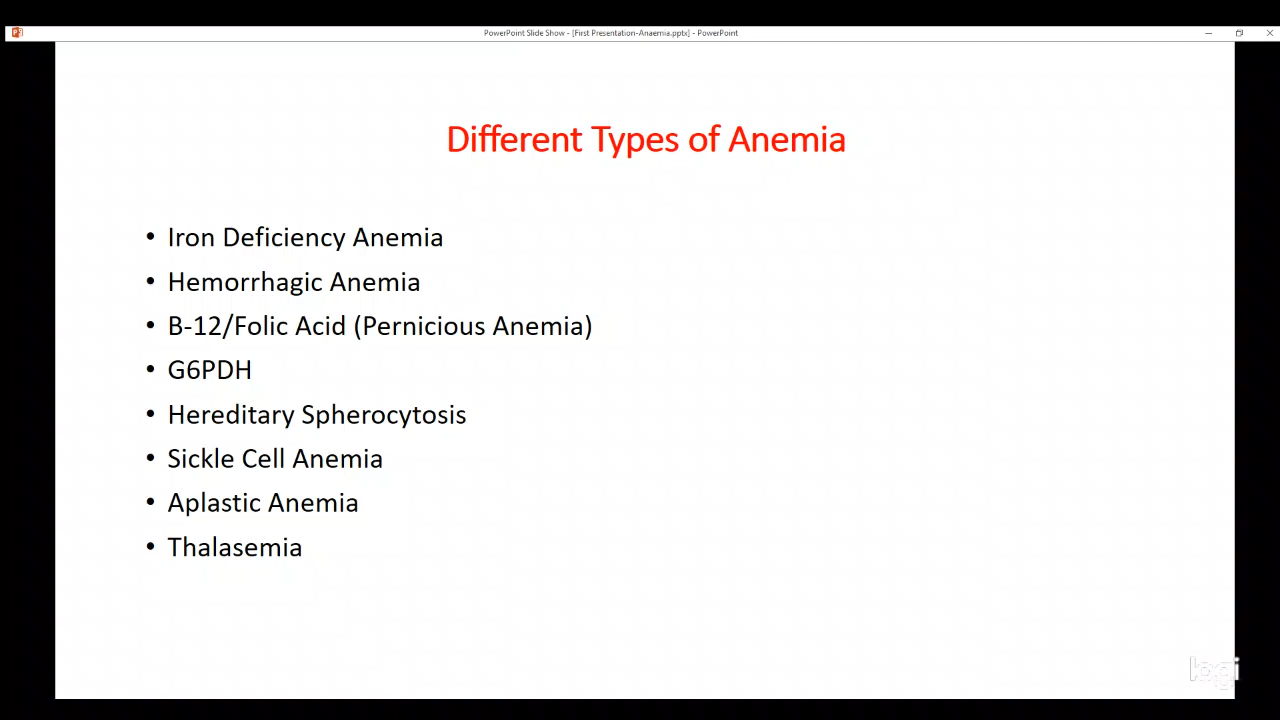 PowerPoint Slide Show - [First Presentation-Anaemia.pptx] - PowerPoint
Different Types of Anemia
• Iron Deficiency Anemia
• Hemorrhagic Anemia
• B-12/Folic Acid (Pernicious Anemia)
• G6PDH
• Hereditary Spherocytosis
• Sickle Cell Anemia
• Aplastic Anemia
• Thalasemia
logi